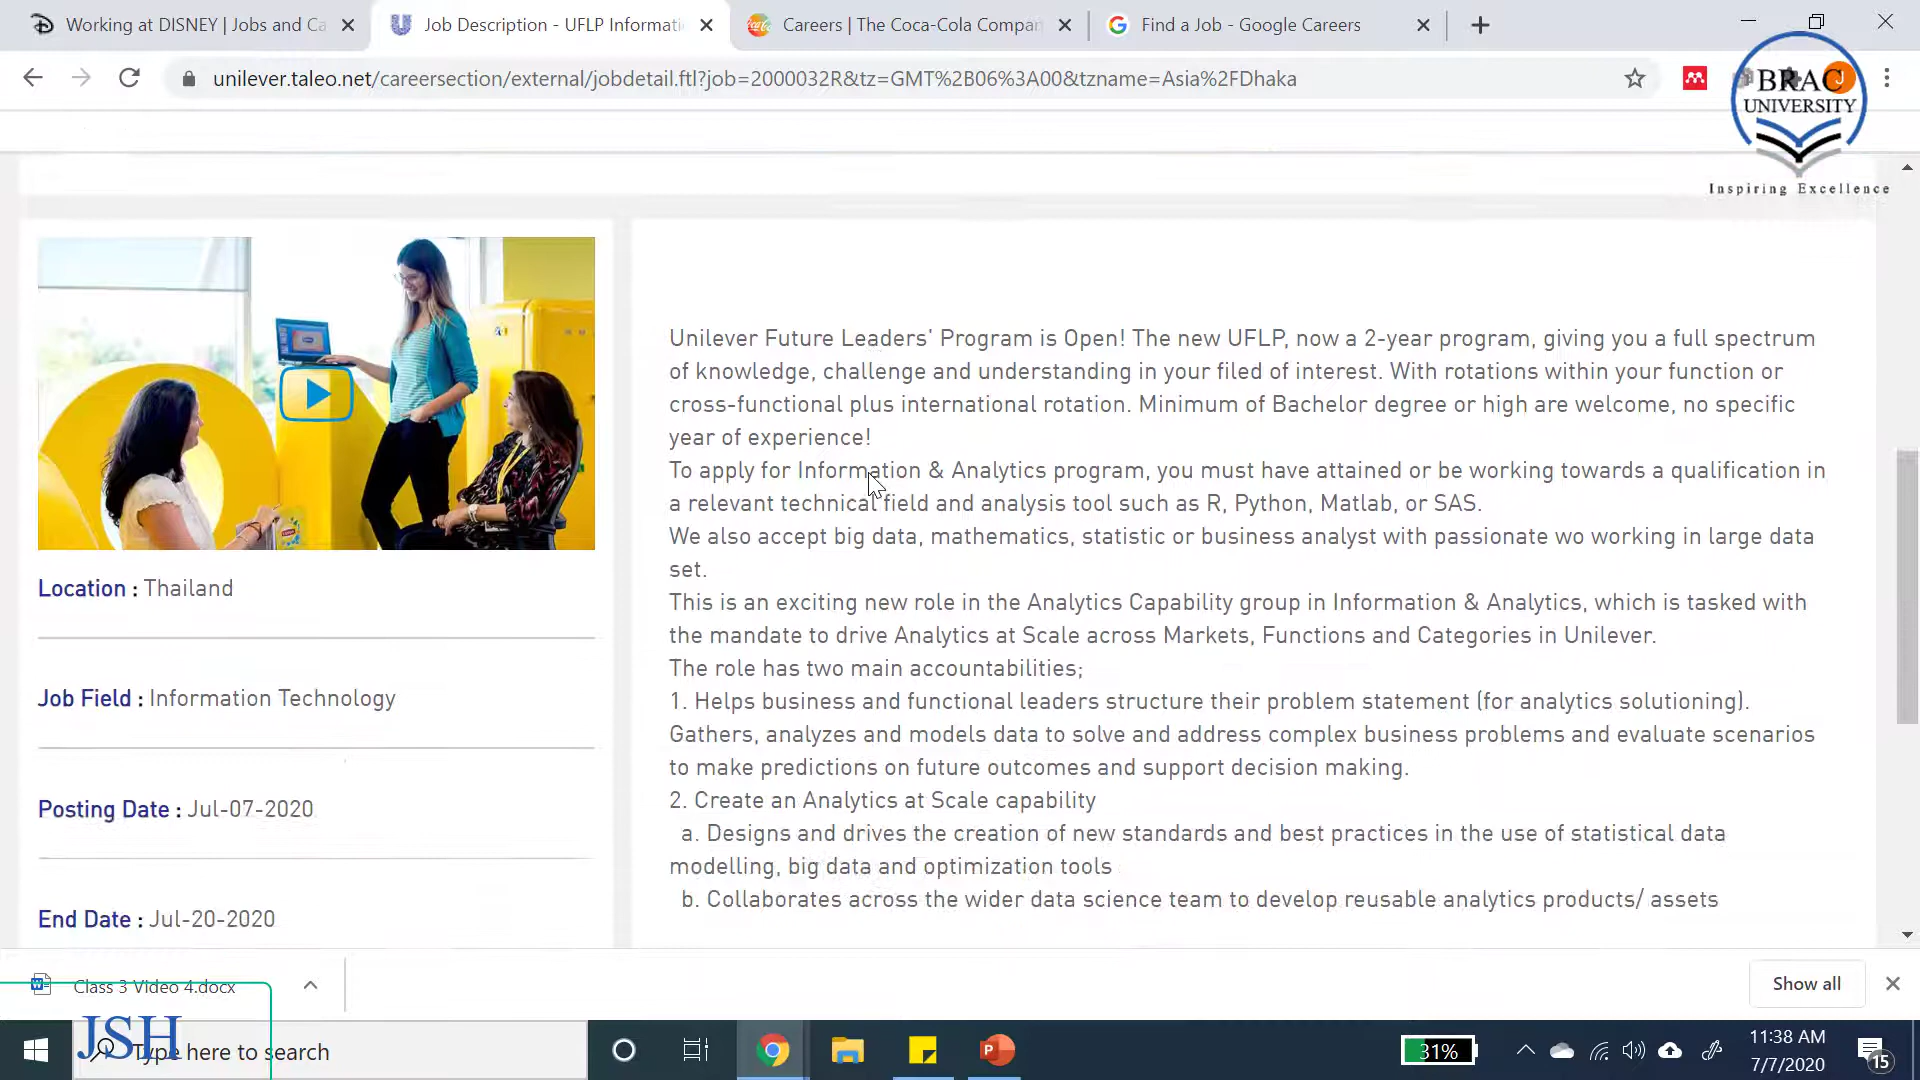 Working at DISNEY | Jobs and Ca
Job Description - UFLP Informati
Careers | The Coca-Cola Compan
Find a Job - Google Careers
unilever.taleo.net/careersection/external/jobdetail.ftl?job=2000032R&tz=GMT%2B06%3A00&tzname=Asia%2FDhaka
BRAC
UNIVERSITY
Inspiring Excellence
Unilever Future Leaders' Program is Open! The new UFLP, now a 2-year program, giving you a full spectrum
of knowledge, challenge and understanding in your filed of interest. With rotations within your function or
cross-functional plus international rotation. Minimum of Bachelor degree or high are welcome, no specific
year of experience!
To apply for Information & Analytics program, you must have attained or be working towards a qualification in
a relevant technical field and analysis tool such as R, Python, Matlab, or SAS.
We also accept big data, mathematics, statistic or business analyst with passionate wo working in large data
set.
This is an exciting new role in the Analytics Capability group in Information & Analytics, which is tasked with
the mandate to drive Analytics at Scale across Markets, Functions and Categories in Unilever.
The role has two main accountabilities;
1. Helps business and functional leaders structure their problem statement (for analytics solutioning).
Gathers, analyzes and models data to solve and address complex business problems and evaluate scenarios
to make predictions on future outcomes and support decision making.
2. Create an Analytics at Scale capability
a. Designs and drives the creation of new standards and best practices in the use of statistical data
modelling, big data and optimization tools
b. Collaborates across the wider data science team to develop reusable analytics products/ assets
Location : Thailand
Job Field : Information Technology
Posting Date : Jul-07-2020
End Date : Jul-20-2020
Class 3 Video 4.docx
Show all
JSH
Type here to search
31%
11:38 AM
7/7/2020
15